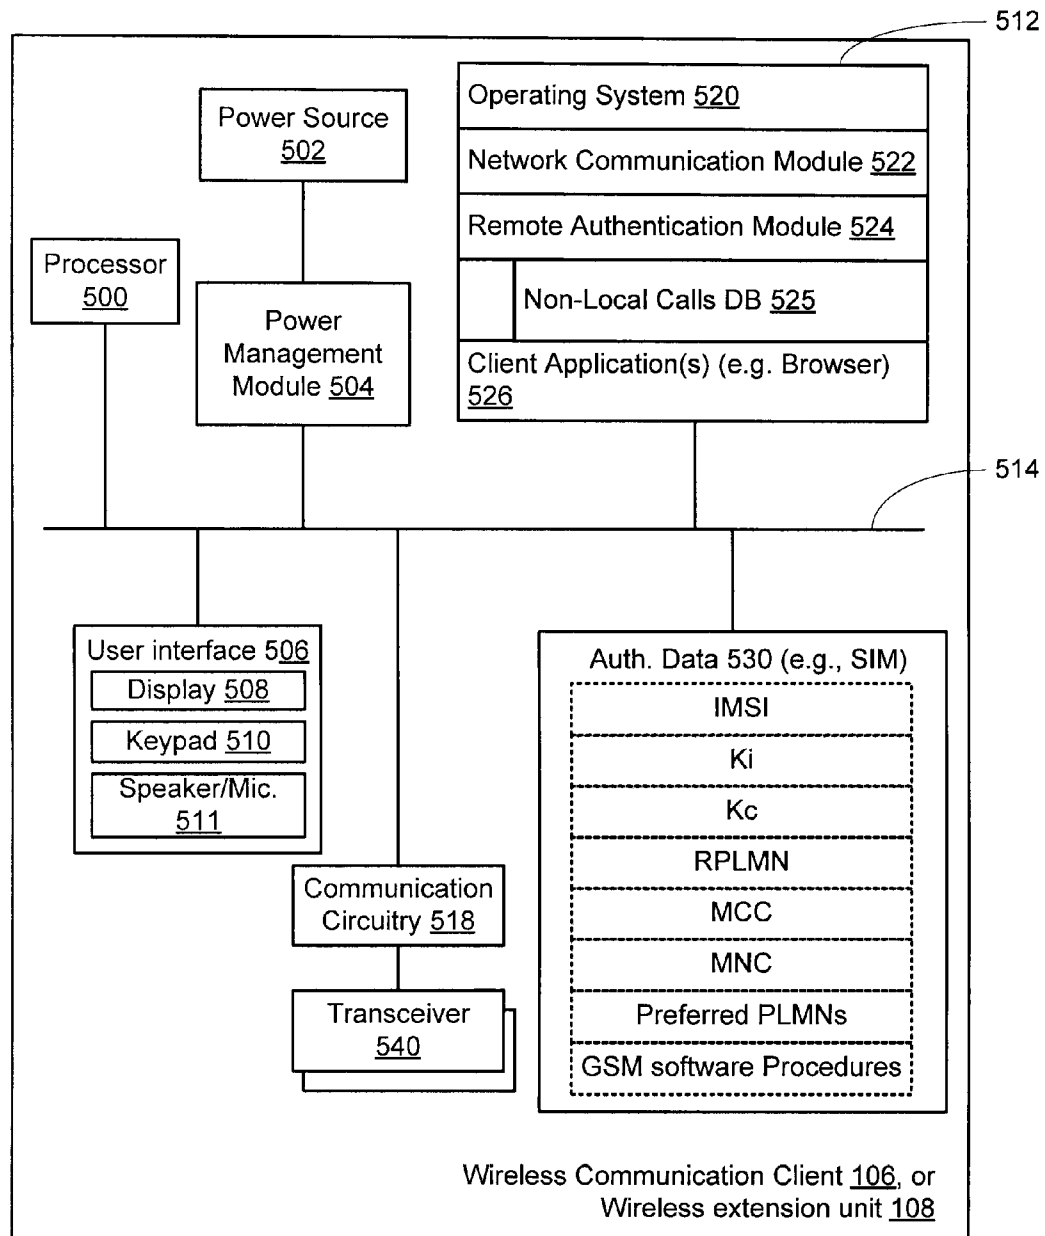 512
Operating System 520
Network Communication Module 522
Remote Authentication Module 524
Non-Local Calls DB 525
Client Application(s) (e.g. Browser)
526
Power Source
502
Processor
500
Power
Management
Module 504
514
User interface 506
Display 508
Keypad 510
Speaker/Mic.
511
Communication
Circuitry 518
Transceiver
540
Auth. Data 530 (e.g., SIM)
IMSI
Ki
Kc
RPLMN
MCC
MNC
Preferred PLMNs
GSM software Procedures
Wireless Communication Client 106, or
Wireless extension unit 108